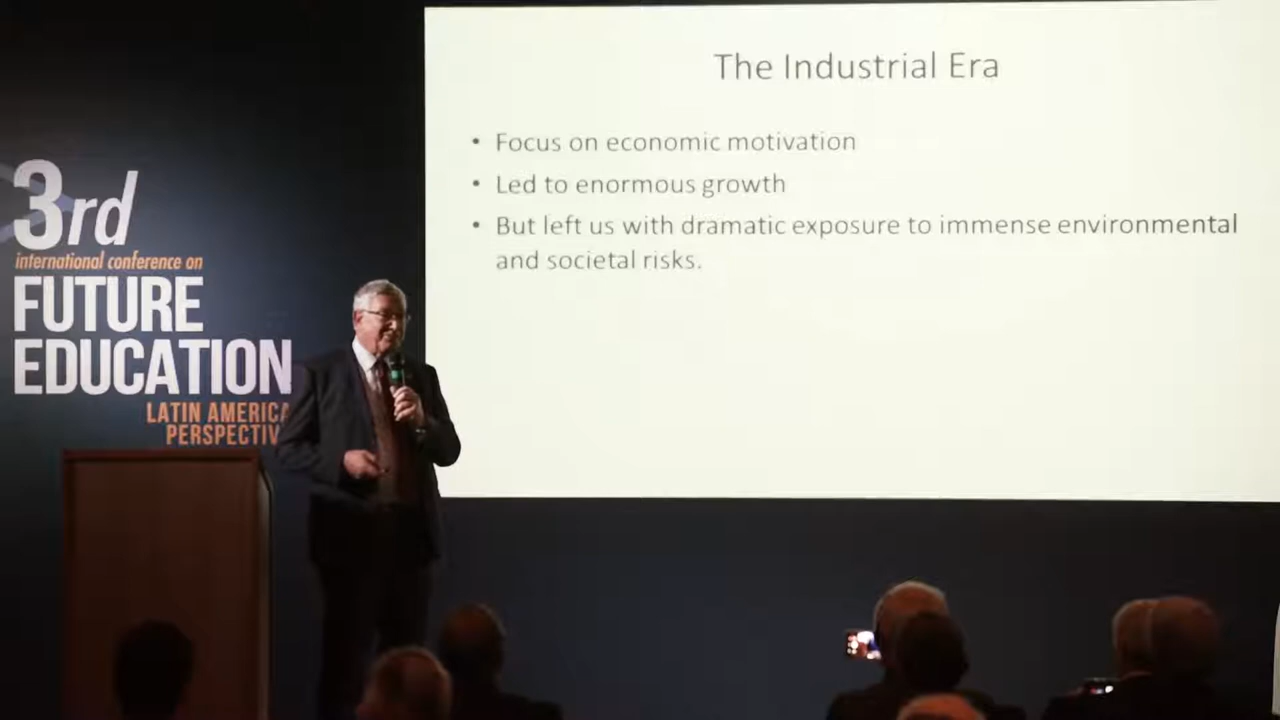 3rd
international conference on
FUTURE
EDUCATION
LATIN AMERICA
PERSPECTIV
The Industrial Era
• Focus on economic motivation
• Led to enormous growth
• But left us with dramatic exposure to immense environmental
and societal risks.